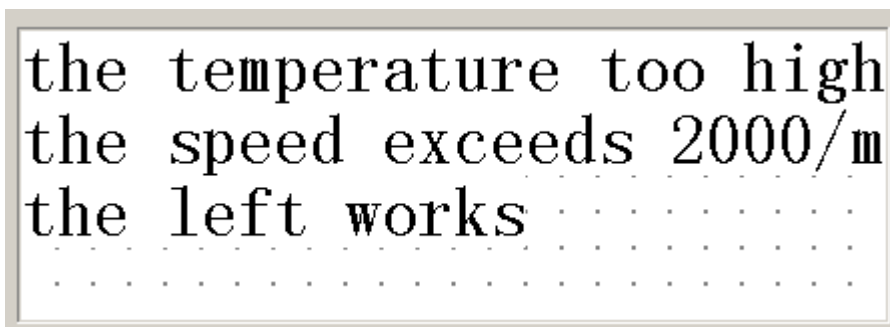 the temperature too high
the speed exceeds 2000/m
the left works